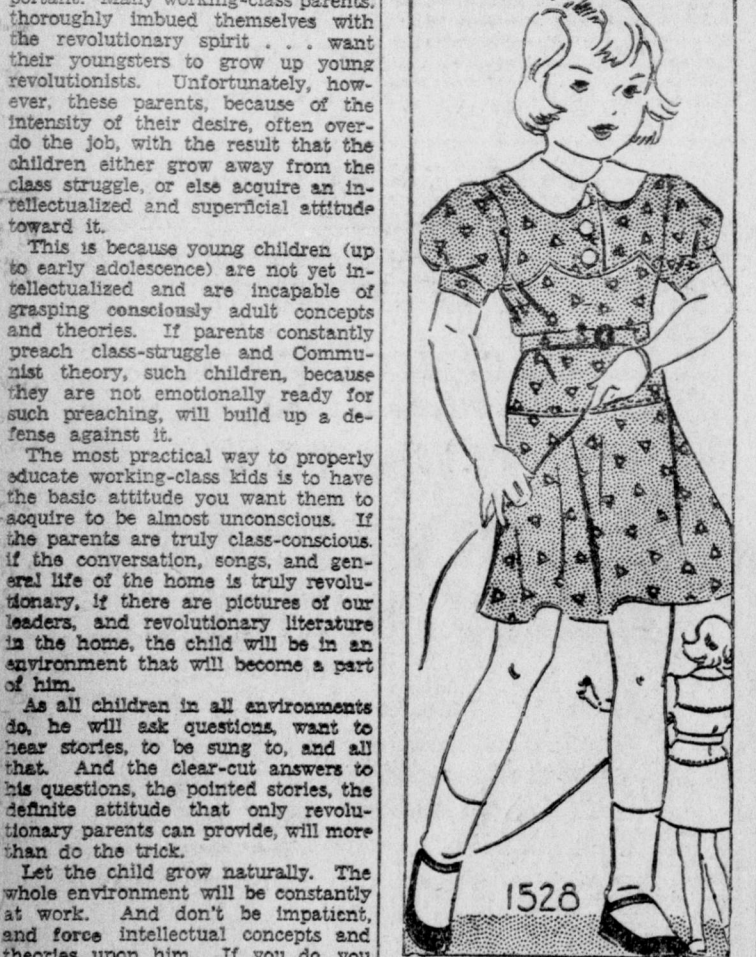 portant. Many working-class parents,
thoroughly imbued themselves with
the revolutionary spirit . . . want
their youngsters to grow up young
revolutionists. Unfortunately, how-
ever, these parents, because of the
intensity of their desire, often over-
do the job, with the result that the
children either grow away from the
class struggle, or else acquire an in-
tellectualized and superficial attitude
toward it.
This is because young children (up
to early adolescence) are not yet in-
tellectualized and are incapable of
grasping consciously adult concepts
and theories. If parents constantly
preach class-struggle and Commu-
nist theory, such children, because
they are not emotionally ready for
such preaching, will build up a de-
fense against it.
The most practical way to properly
educate working-class kids is to have
the basic attitude you want them to
acquire to be almost unconscious. If
the parents are truly class-conscious.
if the conversation, songs, and gen-
eral life of the home is truly revolu-
tionary, if there are pictures of our
leaders, and revolutionary literature
in the home, the child will be in an
environment that will become a part
of him.
As all children in all environments
do, he will ask questions, want to
hear stories, to be sung to, and all
that. And the clear-cut answers to
his questions, the pointed stories, the
definite attitude that only revolu-
tionary parents can provide, will more
than do the trick.
Let the child grow naturally. The
whole environment will be constantly
at work. And don't be impatient,
and force intellectual concepts and
theories upon him. If you do you
1528